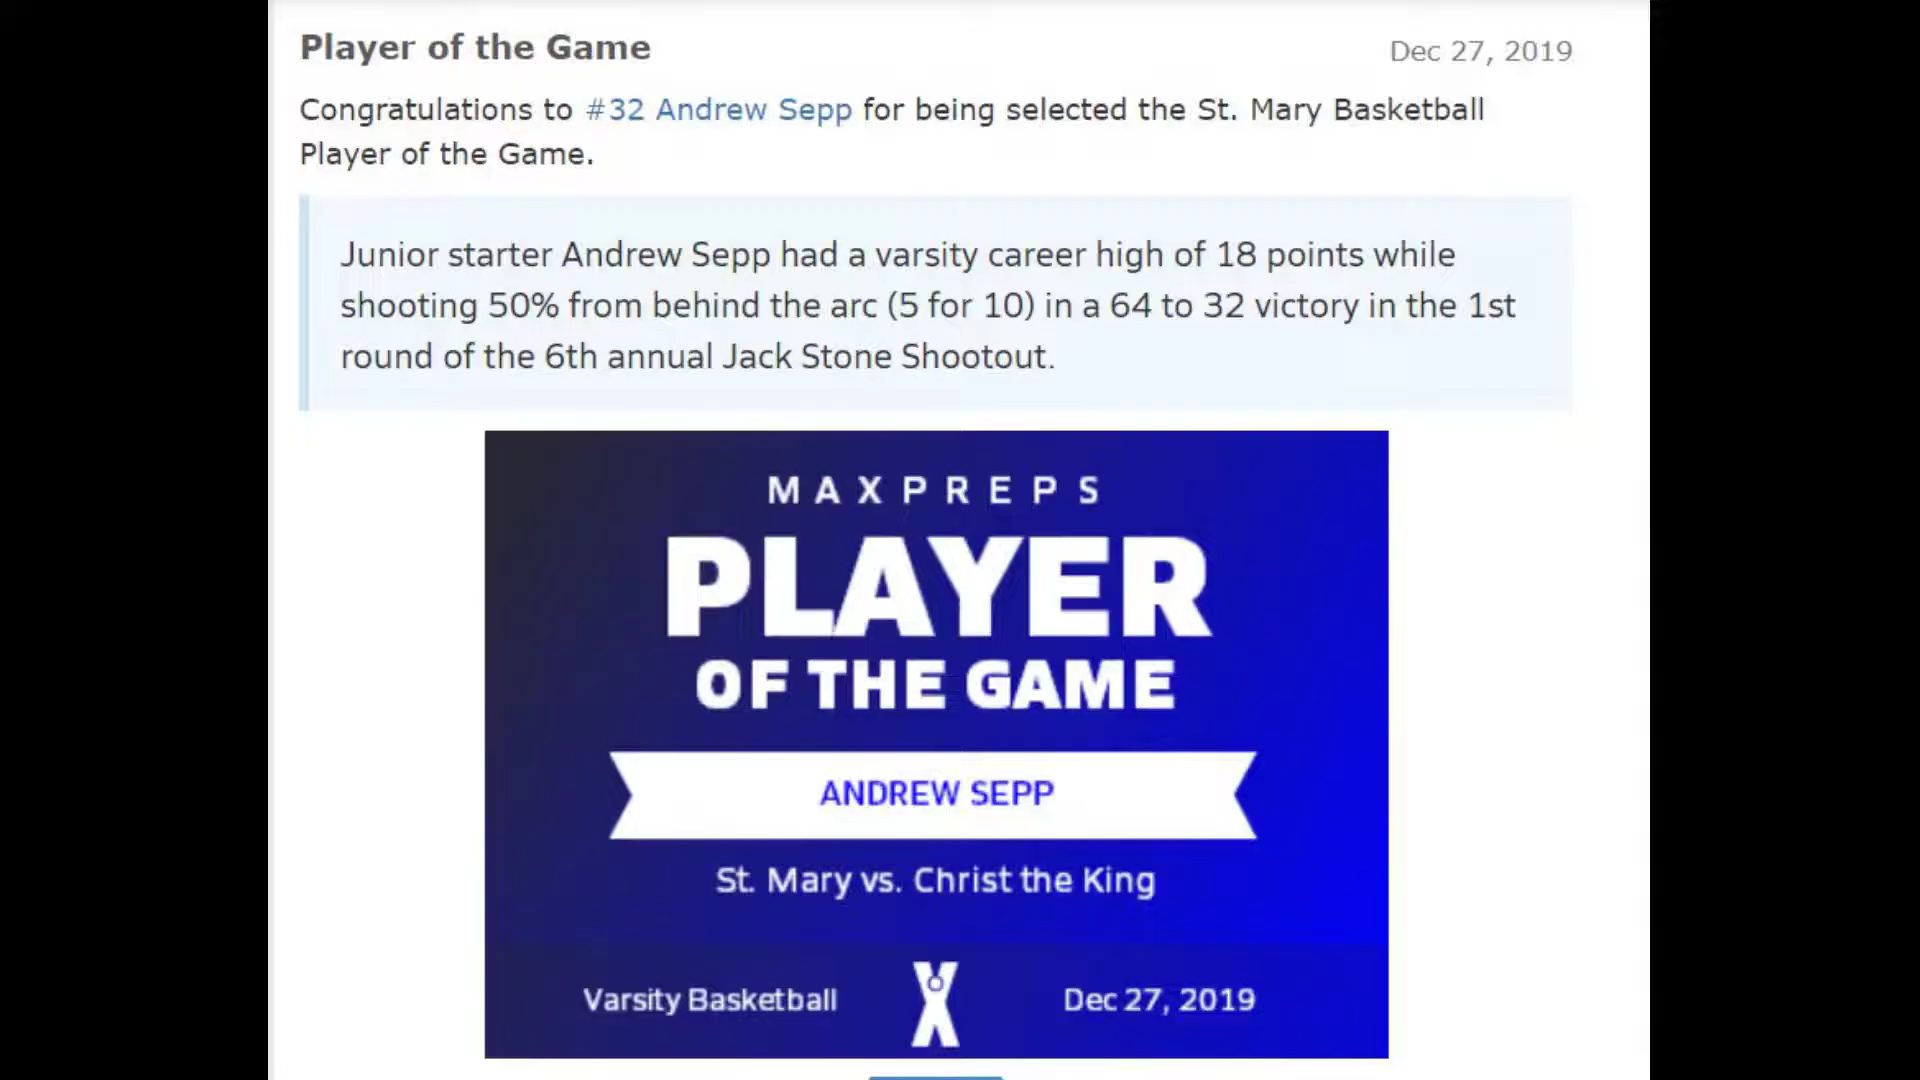 Player of the Game
Dec 27, 2019
Congratulations to #32 Andrew Sepp for being selected the St. Mary Basketball
Player of the Game.
Junior starter Andrew Sepp had a varsity career high of 18 points while
shooting 50% from behind the arc (5 for 10) in a 64 to 32 victory in the 1st
round of the 6th annual Jack Stone Shootout.
MAXPREPS
PLAYER
OF THE GAME
ANDREW SEPP
St. Mary vs. Christ the King
Varsity Basketball
Dec 27, 2019